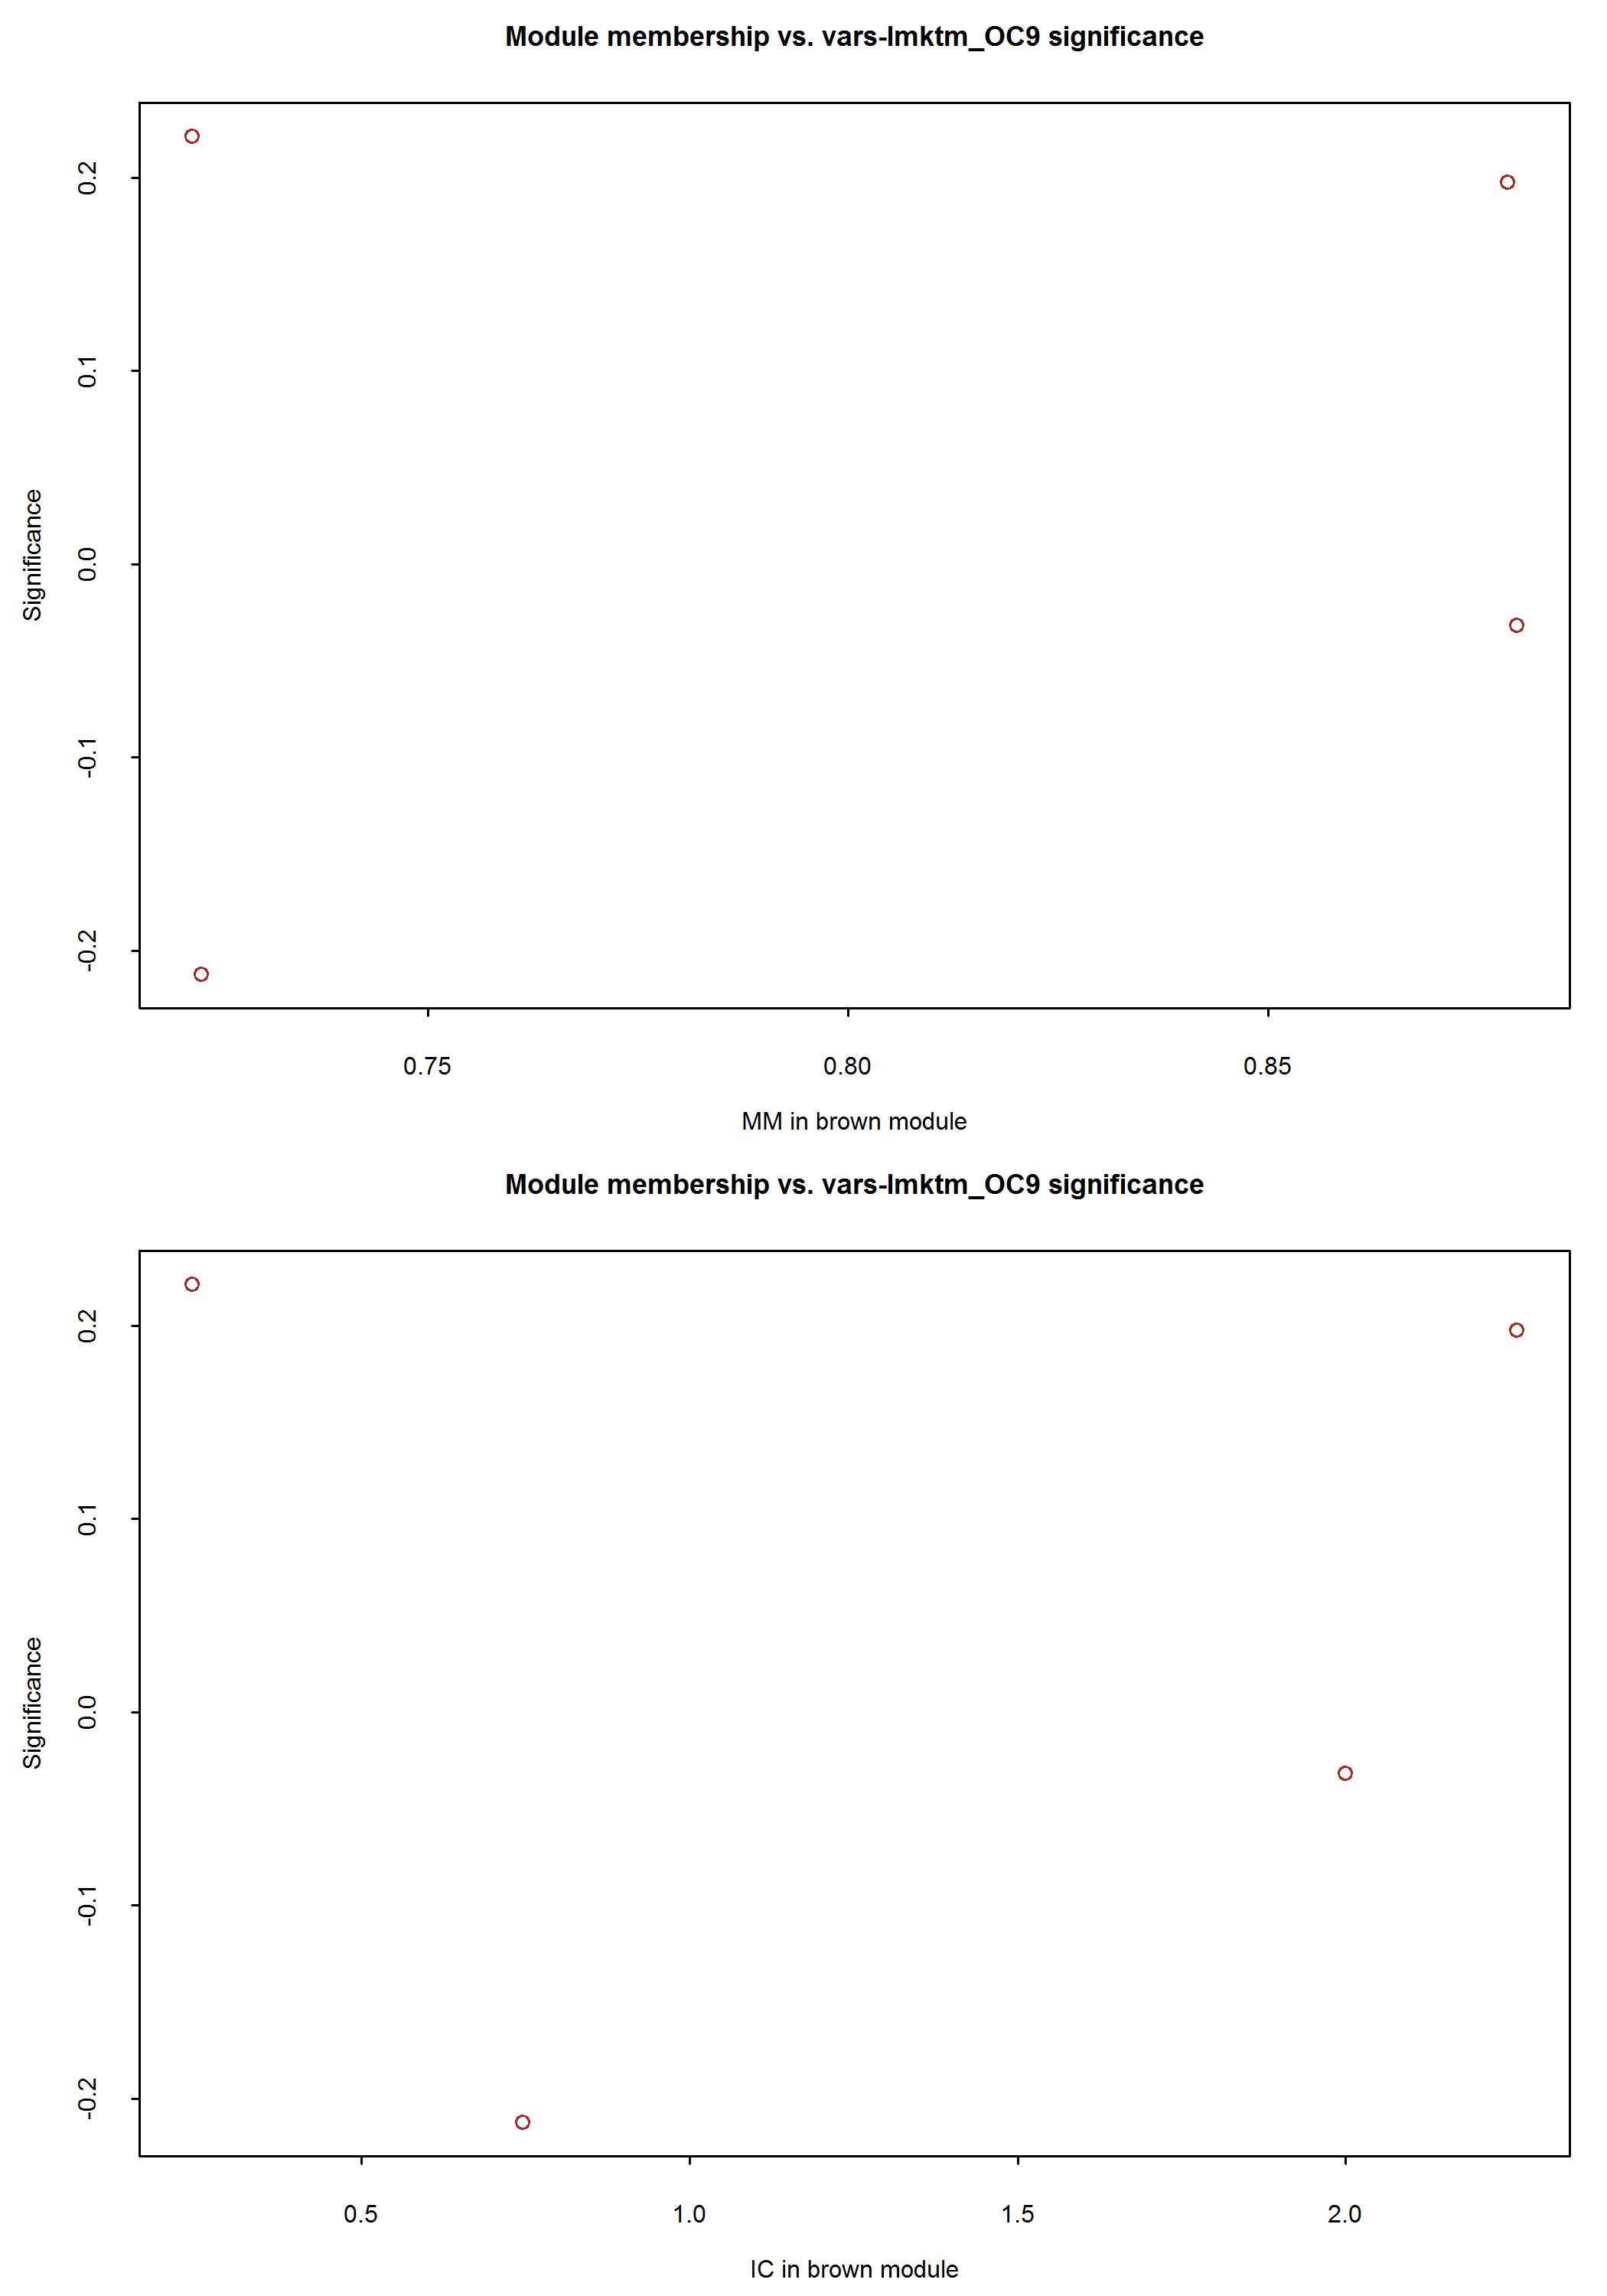 Module membership vs. vars-lmktm_OC9 significance
0.2
0.1
0.0
-0.1
-0.2
Significance
0.75 0.80 0.85
MM in brown module
Module membership vs. vars-lmktm_OC9 significance
0.2
0.1
0.0
-0.1
-0.2
Significance
0.5 1.0 1.5 2.0
IC in brown module